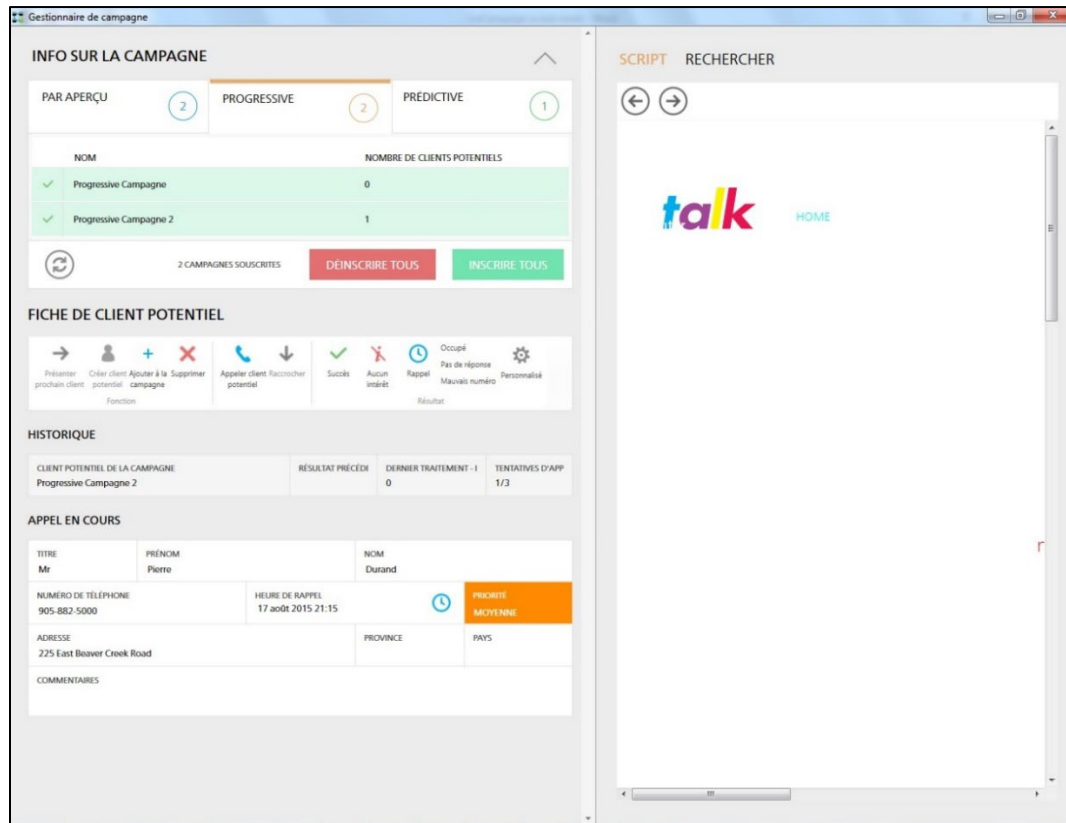 Gestionnaire de campagne
INFO SUR LA CAMPAGNE
PAR APERÇU 2 PROGRESSIVE 2 PRÉDICTIVE 1
NOM NOMBRE DE CLIENTS POTENTIELS
Progressive Campagne 0
Progressive Campagne 2 1
2 CAMPAGNES SOUSCRITES DÉINSCRIRE TOUS INSCRIRE TOUS
FICHE DE CLIENT POTENTIEL
Présenter prochain client
Créer client potentiel
Ajouter à la campagne
Supprimer
Fonction
Appeler client potentiel
Raccrocher
Succès
Aucun intérêt
Rappel
Occupé
Pas de réponse
Mauvais numéro
Personnalisé
Résultat
HISTORIQUE
CLIENT POTENTIEL DE LA CAMPAGNE RÉSULTAT PRÉCÉDI DERNIER TRAITEMENT - I TENTATIVES D'APP
Progressive Campagne 2 0 1/3
APPEL EN COURS
TITRE PRÉNOM NOM
Mr Pierre Durand
NUMÉRO DE TÉLÉPHONE HEURE DE RAPPEL PRIORITÉ
905-882-5000 17 août 2015 21:15 MOYENNE
ADRESSE PROVINCE PAYS
225 East Beaver Creek Road
COMMENTAIRES
SCRIPT RECHERCHER
talk HOME